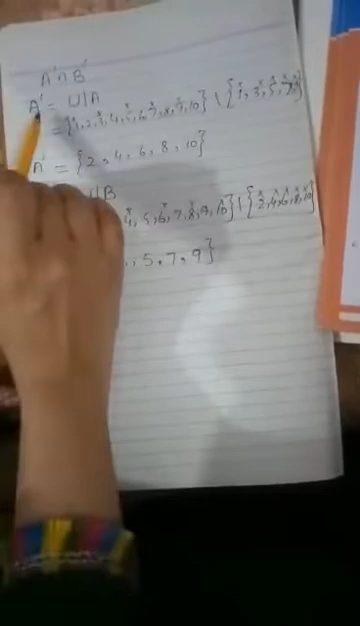 A' ∩ B'
A' = U \ A
= {1, 2, 3, 4, 5, 6, 7, 8, 9, 10} \ {1, 3, 5, 7, 9}
A' = {2, 4, 6, 8, 10}
U \ B
4, 5, 6, 7, 8, 9, 10} \ {2, 4, 6, 8, 10}
, 5, 7, 9}